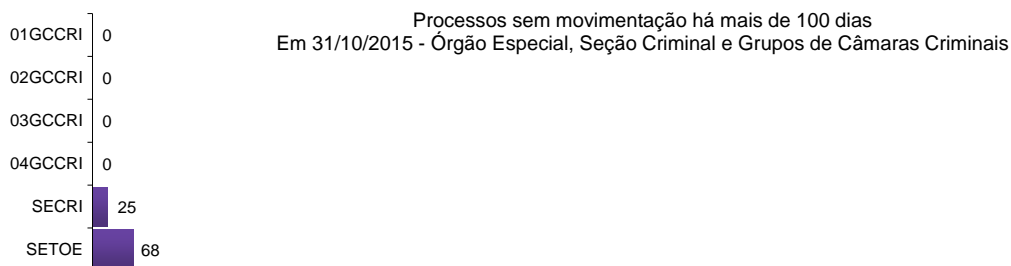 Processos sem movimentação há mais de 100 dias
Em 31/10/2015 - Órgão Especial, Seção Criminal e Grupos de Câmaras Criminais
01GCCRI 0
02GCCRI 0
03GCCRI 0
04GCCRI 0
SECRI 25
SETOE 68